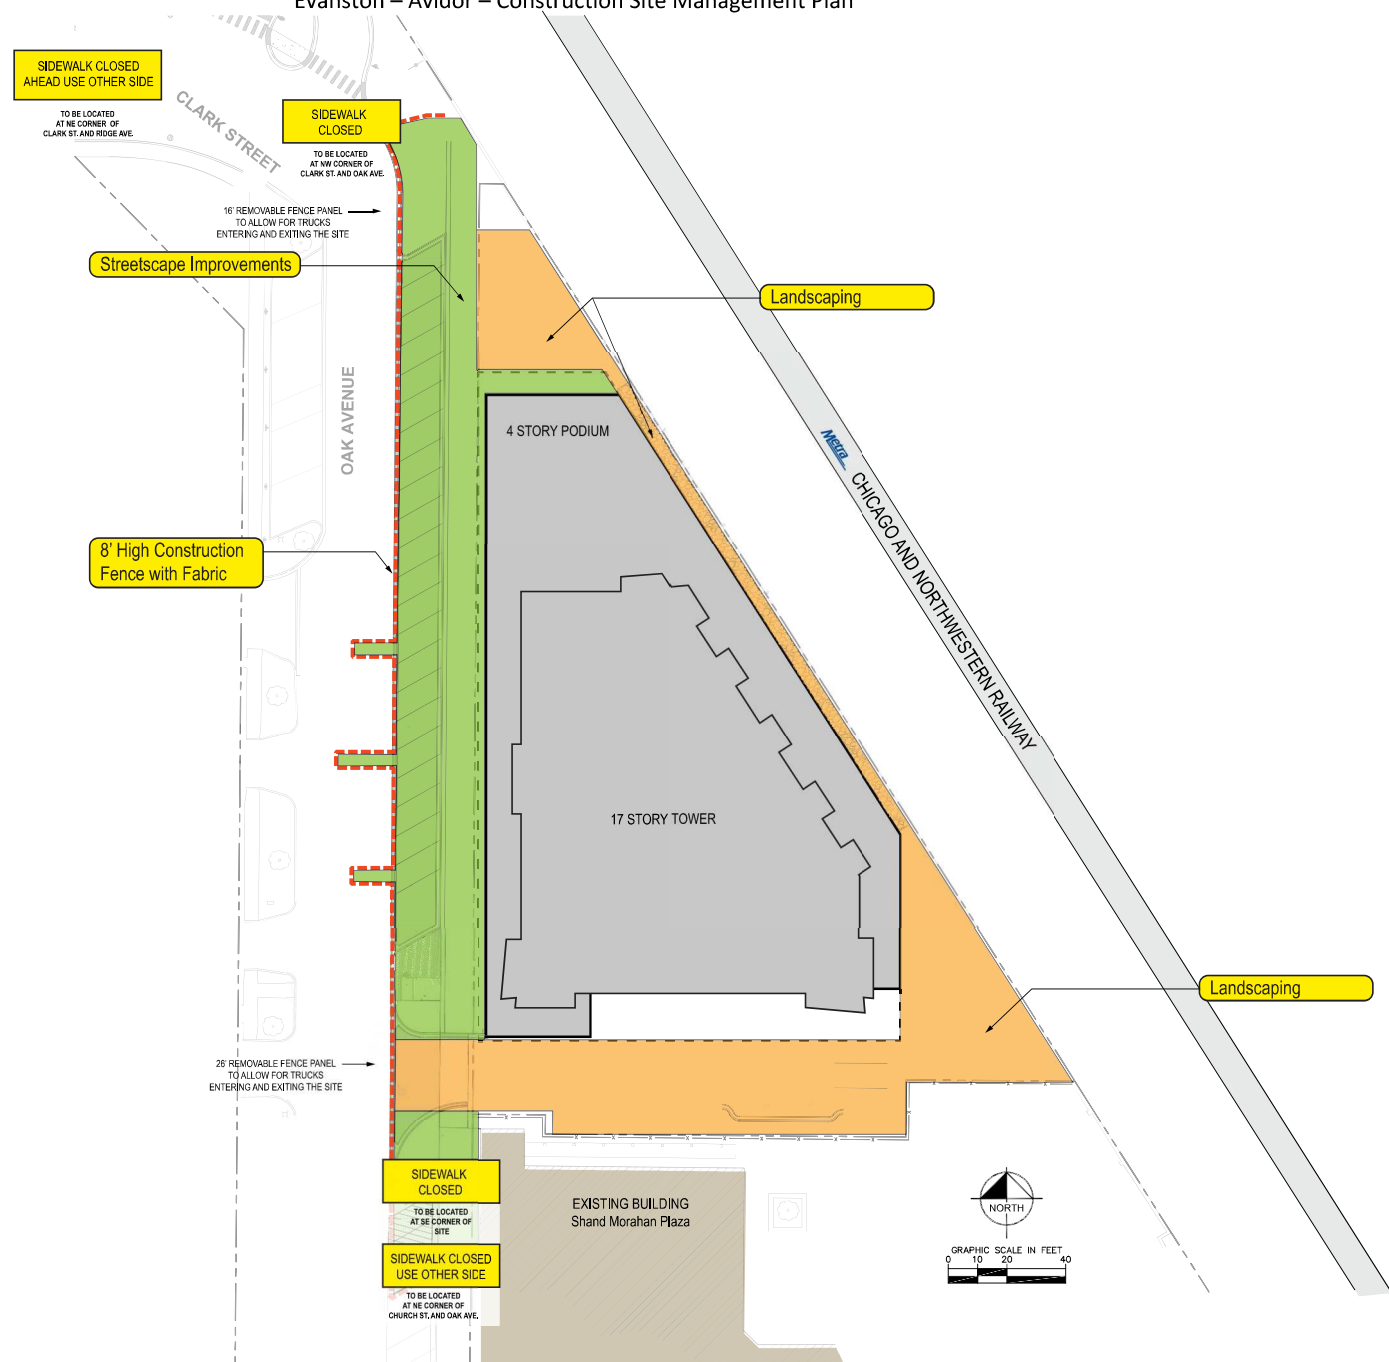 Evanston – Avidor – Construction Site Management Plan
SIDEWALK CLOSED
AHEAD USE OTHER SIDE
TO BE LOCATED
AT NE CORNER OF
CLARK ST. AND RIDGE AVE.
CLARK STREET
SIDEWALK
CLOSED
TO BE LOCATED
AT NW CORNER OF
CLARK ST. AND OAK AVE.
16' REMOVABLE FENCE PANEL
TO ALLOW FOR TRUCKS
ENTERING AND EXITING THE SITE
Streetscape Improvements
Landscaping
OAK AVENUE
4 STORY PODIUM
Metra
CHICAGO AND NORTHWESTERN RAILWAY
8' High Construction
Fence with Fabric
17 STORY TOWER
Landscaping
26' REMOVABLE FENCE PANEL
TO ALLOW FOR TRUCKS
ENTERING AND EXITING THE SITE
SIDEWALK
CLOSED
TO BE LOCATED
AT SE CORNER OF
SITE
EXISTING BUILDING
Shand Morahan Plaza
SIDEWALK CLOSED
USE OTHER SIDE
TO BE LOCATED
AT NE CORNER OF
CHURCH ST. AND OAK AVE.
NORTH
GRAPHIC SCALE IN FEET
0 10 20 40